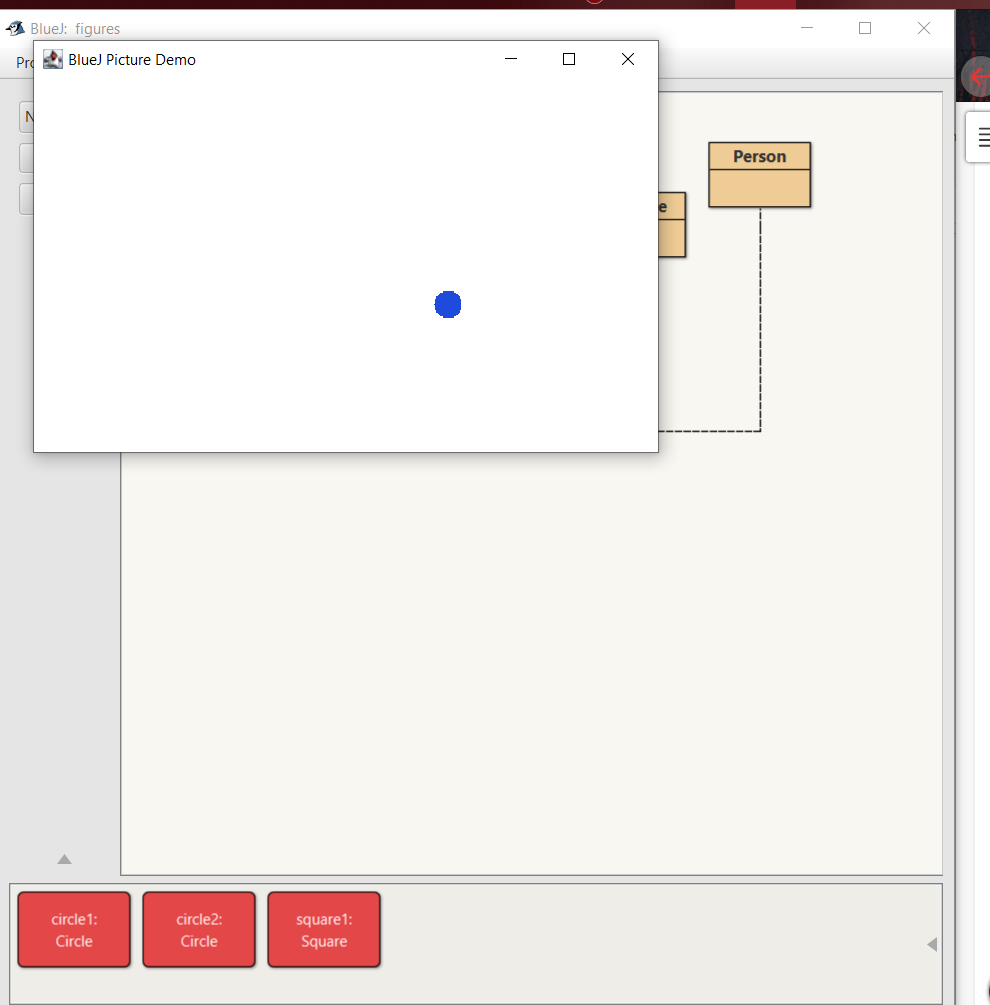 BlueJ:  figures
BlueJ Picture Demo
Pro
N
Person
e
circle1:
Circle
circle2:
Circle
square1:
Square